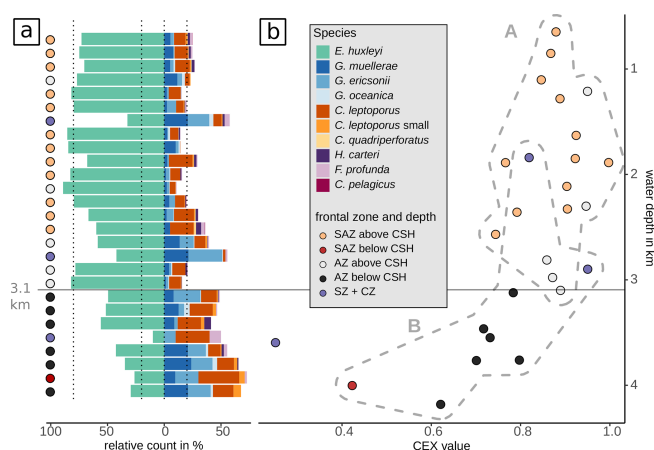 a
b
Species
E. huxleyi
G. muellerae
G. ericsonii
G. oceanica
C. leptoporus
C. leptoporus small
C. quadriperforatus
H. carteri
F. profunda
C. pelagicus
frontal zone and depth
SAZ above CSH
SAZ below CSH
AZ above CSH
AZ below CSH
SZ + CZ
A
B
3.1
km
1
2
3
4
water depth in km
100
50
0
50
relative count in %
0.4
0.6
0.8
1.0
CEX value